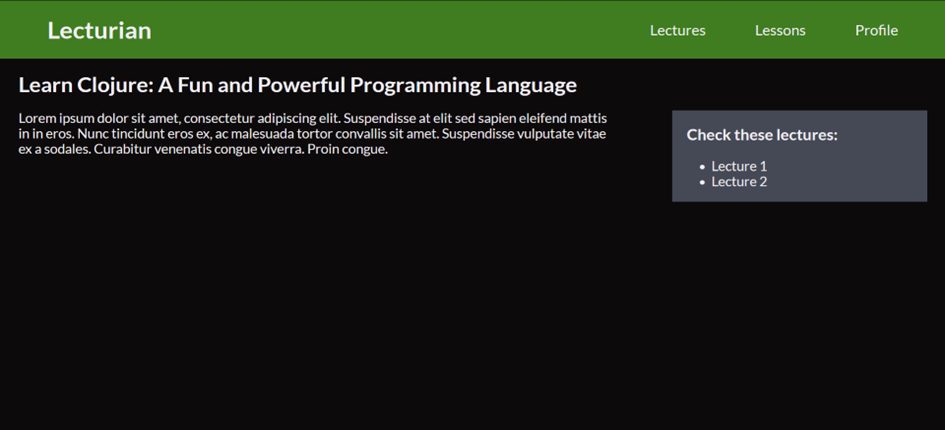 Lecturian
Lectures
Lessons
Profile
Learn Clojure: A Fun and Powerful Programming Language
Lorem ipsum dolor sit amet, consectetur adipiscing elit. Suspendisse at elit sed sapien eleifend mattis
in in eros. Nunc tincidunt eros ex, ac malesuada tortor convallis sit amet. Suspendisse vulputate vitae
ex a sodales. Curabitur venenatis congue viverra. Proin congue.
Check these lectures:
• Lecture 1
• Lecture 2